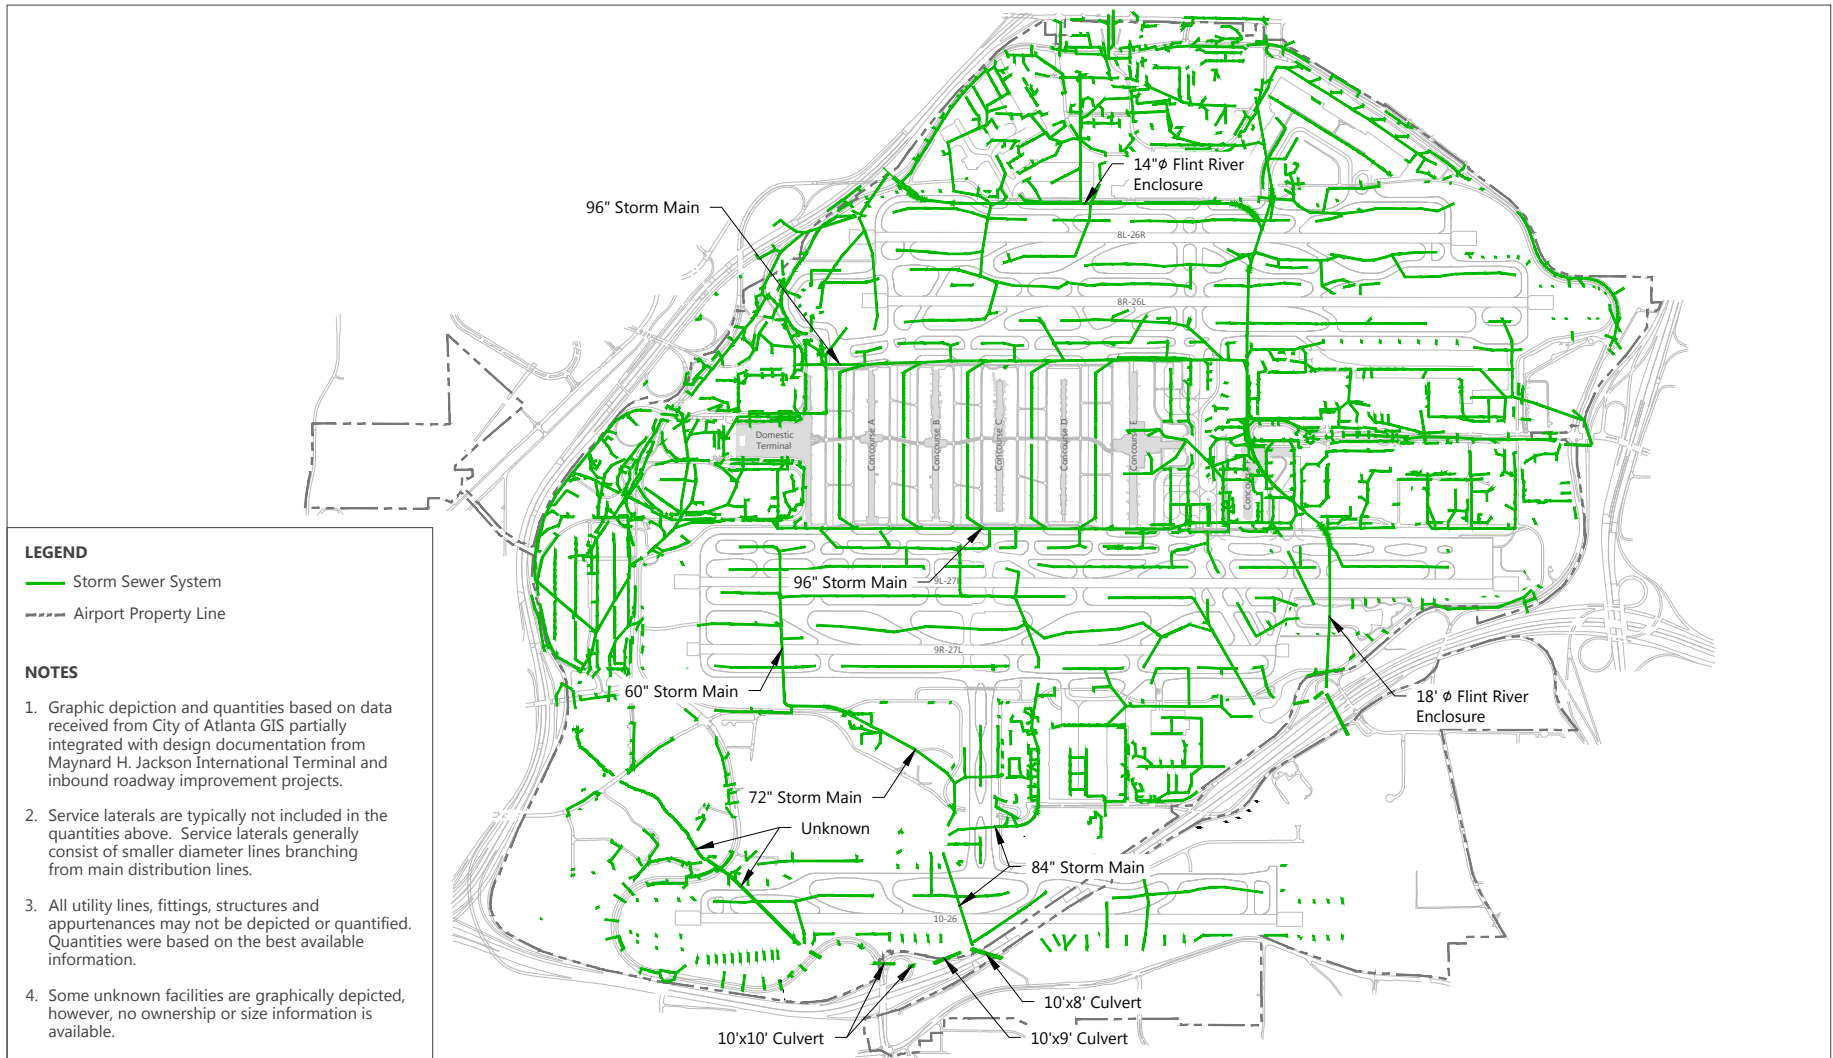 14"ϕ Flint River
Enclosure
96" Storm Main
8L-26R
8R-26L
Domestic
Terminal
Concourse A
Concourse B
Concourse C
Concourse D
Concourse E
96" Storm Main
9L-27R
9R-27L
60" Storm Main
18' ϕ Flint River
Enclosure
72" Storm Main
Unknown
84" Storm Main
10-26
10'x8' Culvert
10'x10' Culvert
10'x9' Culvert
LEGEND
Storm Sewer System
Airport Property Line
NOTES
1. Graphic depiction and quantities based on data
received from City of Atlanta GIS partially
integrated with design documentation from
Maynard H. Jackson International Terminal and
inbound roadway improvement projects.
2. Service laterals are typically not included in the
quantities above. Service laterals generally
consist of smaller diameter lines branching
from main distribution lines.
3. All utility lines, fittings, structures and
appurtenances may not be depicted or quantified.
Quantities were based on the best available
information.
4. Some unknown facilities are graphically depicted,
however, no ownership or size information is
available.